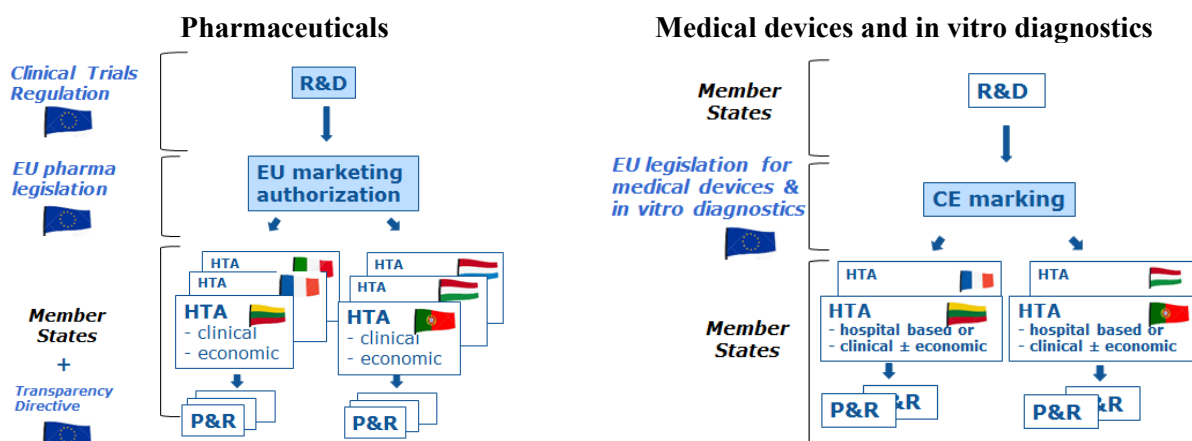 Pharmaceuticals
Clinical Trials
Regulation
R&D
EU pharma
legislation
EU marketing
authorization
HTA
HTA
HTA
- clinical
- economic
HTA
HTA
- clinical
- economic
Member
States
+
Transparency
Directive
P&R
P&R
Medical devices and in vitro diagnostics
Member
States
R&D
EU legislation for
medical devices &
in vitro diagnostics
CE marking
HTA
HTA
Member
States
HTA
- hospital based or
- clinical ± economic
HTA
- hospital based or
- clinical ± economic
P&R
&R
P&R
&R